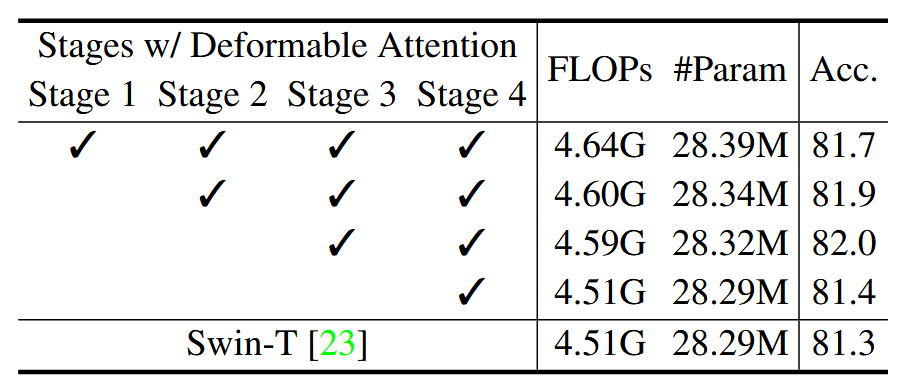 Stages w/ Deformable Attention FLOPs #Param Acc.
Stage 1 Stage 2 Stage 3 Stage 4
✓ ✓ ✓ ✓ 4.64G 28.39M 81.7
✓ ✓ ✓ 4.60G 28.34M 81.9
✓ ✓ 4.59G 28.32M 82.0
✓ 4.51G 28.29M 81.4
Swin-T [23] 4.51G 28.29M 81.3